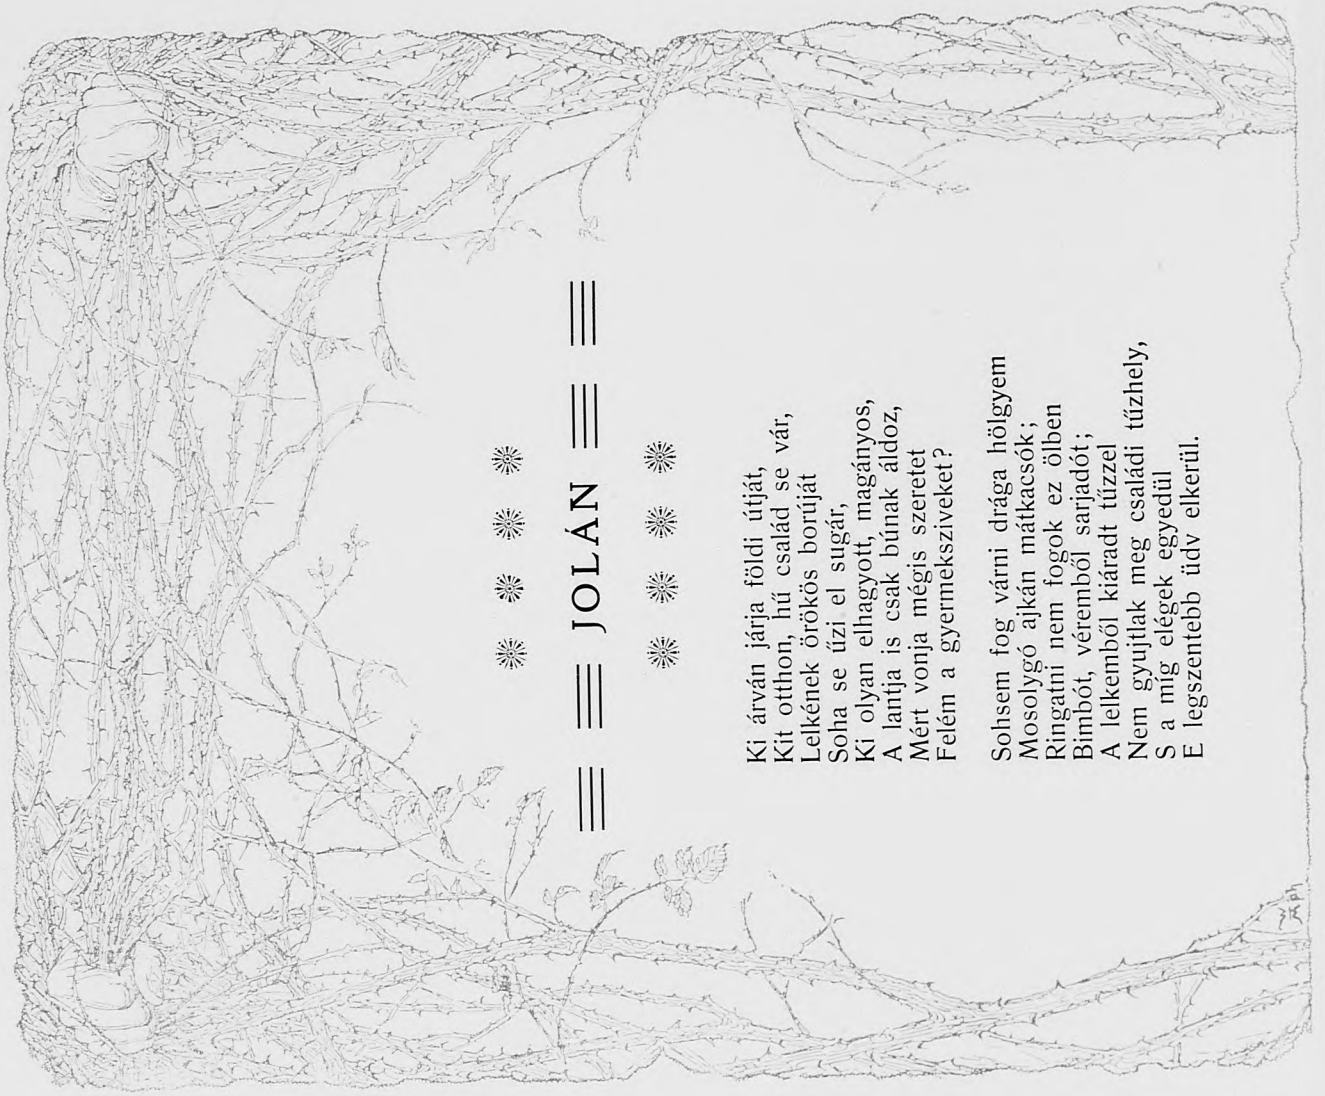 JOLÁN
Ki árván járja földi útját,
Kit otthon, hű család se vár,
Lelkének örökös borúját
Soha se űzi el sugár,
Ki olyan elhagyott, magányos,
A lantja is csak búnak áldoz,
Mért vonja mégis szeretet
Felém a gyermeksziveket?
Sohsem fog várni drága hölgyem
Mosolygó ajkán mátkacsók;
Ringatni nem fogok ez ölben
Bimbót, véremből sarjadót;
A lelkemből kiáradt tűzzel
Nem gyujtlak meg családi tűzhely,
S a míg elégek egyedül
E legszentebb üdv elkerül.